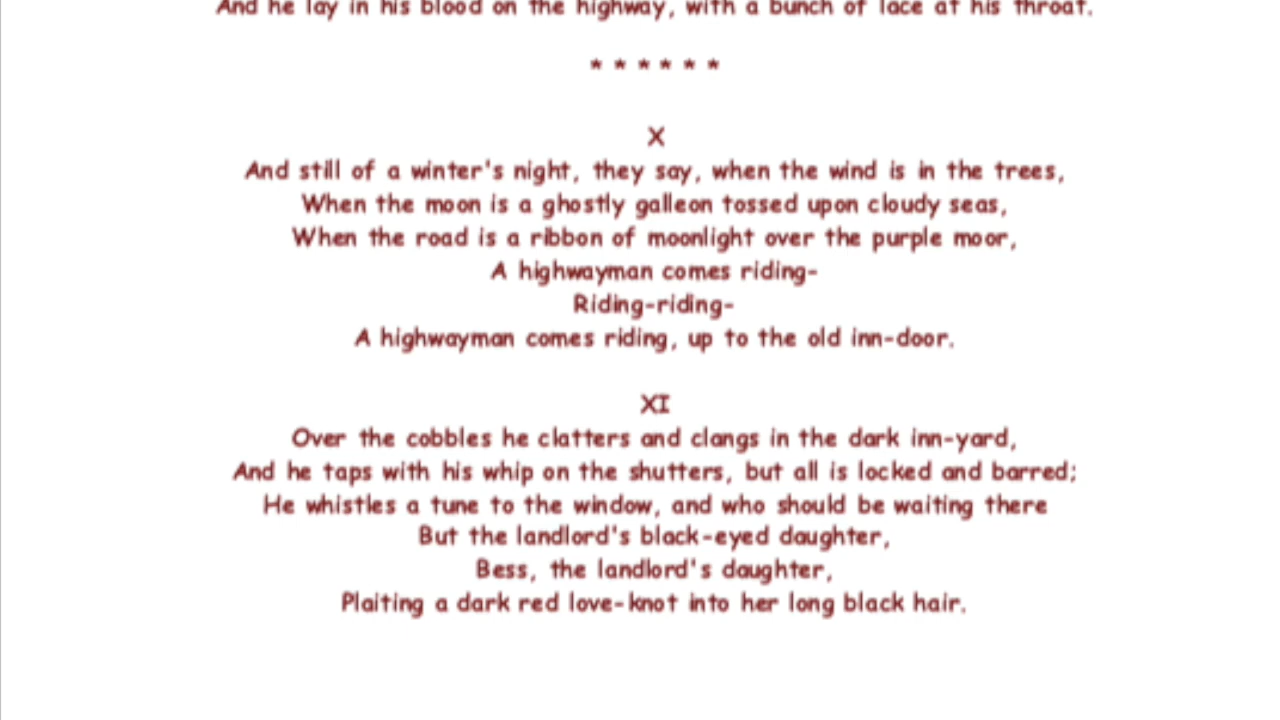 And he lay in his blood on the highway, with a bunch of lace at his throat.
* * * * * *
X
And still of a winter's night, they say, when the wind is in the trees,
When the moon is a ghostly galleon tossed upon cloudy seas,
When the road is a ribbon of moonlight over the purple moor,
A highwayman comes riding-
Riding-riding-
A highwayman comes riding, up to the old inn-door.
XI
Over the cobbles he clatters and clangs in the dark inn-yard,
And he taps with his whip on the shutters, but all is locked and barred;
He whistles a tune to the window, and who should be waiting there
But the landlord's black-eyed daughter,
Bess, the landlord's daughter,
Plaiting a dark red love-knot into her long black hair.